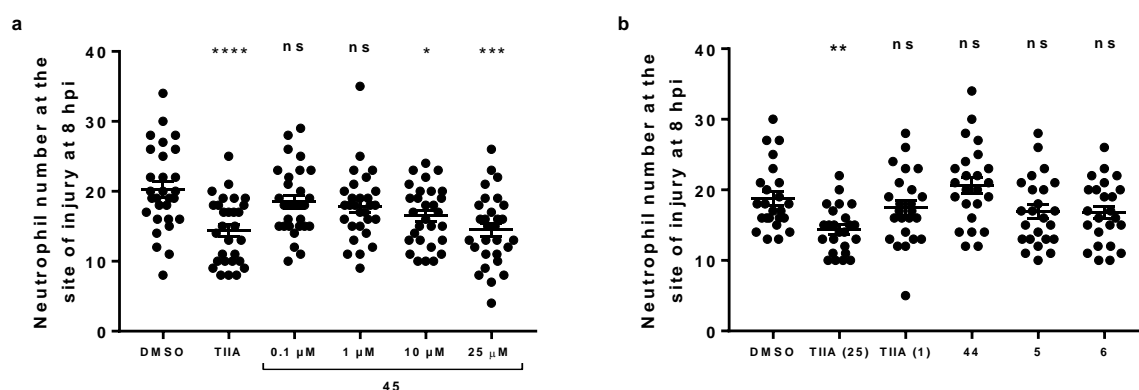 a
**** ns ns * ***
Neutrophil number at the
site of injury at 8 hpi
40
30
20
10
0
DMSO TIIA 0.1 µM 1 µM 10 µM 25 µM
45
b
** ns ns ns ns
Neutrophil number at the
site of injury at 8 hpi
40
30
20
10
0
DMSO TIIA (25) TIIA (1) 44 5 6